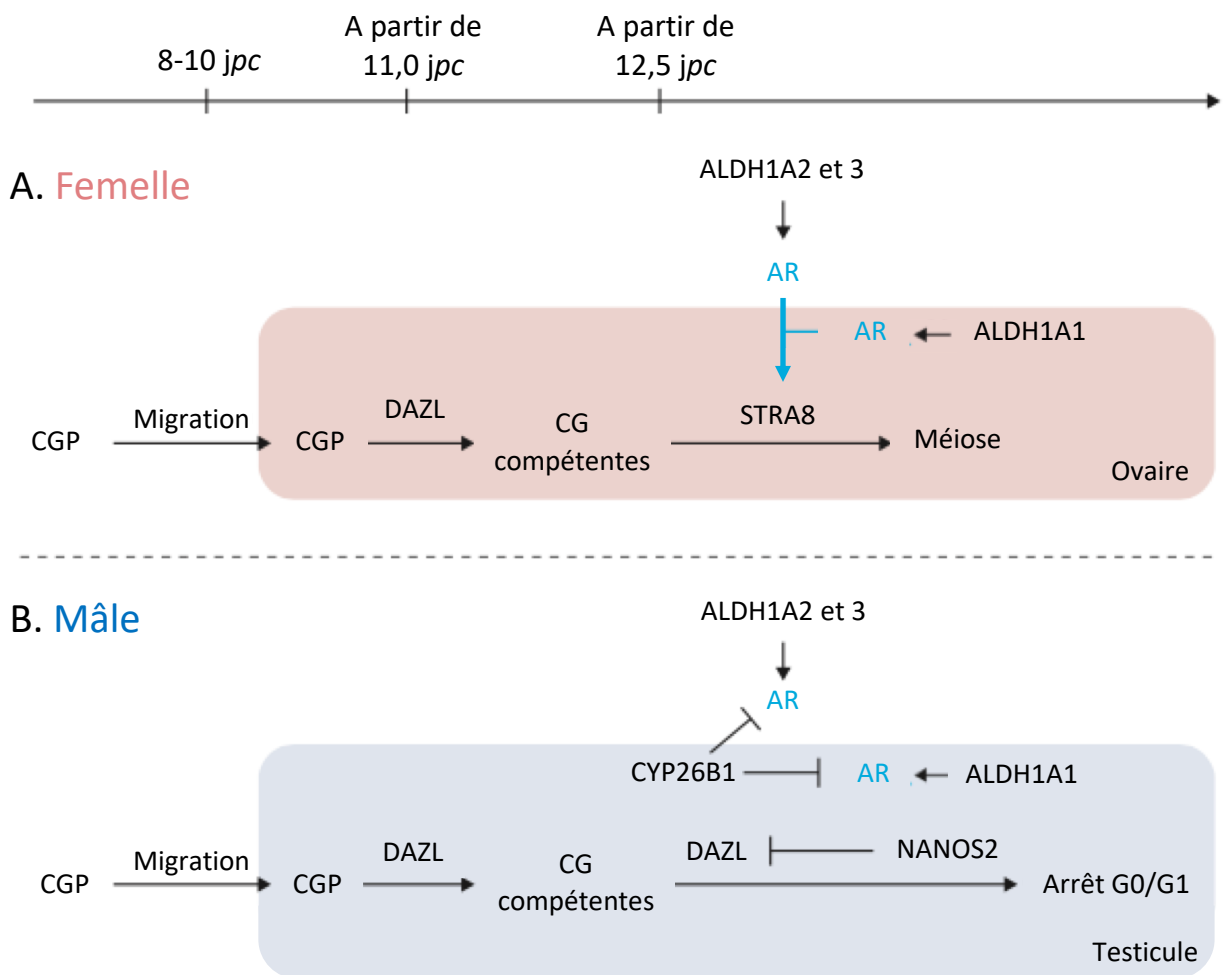 8-10 jpc
A partir de
11,0 jpc
A partir de
12,5 jpc
A. Femelle
ALDH1A2 et 3
AR
AR
ALDH1A1
CGP
Migration
CGP
DAZL
CG
compétentes
STRA8
Méiose
Ovaire
B. Mâle
ALDH1A2 et 3
AR
CYP26B1
AR
ALDH1A1
CGP
Migration
CGP
DAZL
CG
compétentes
DAZL
NANOS2
Arrêt G0/G1
Testicule